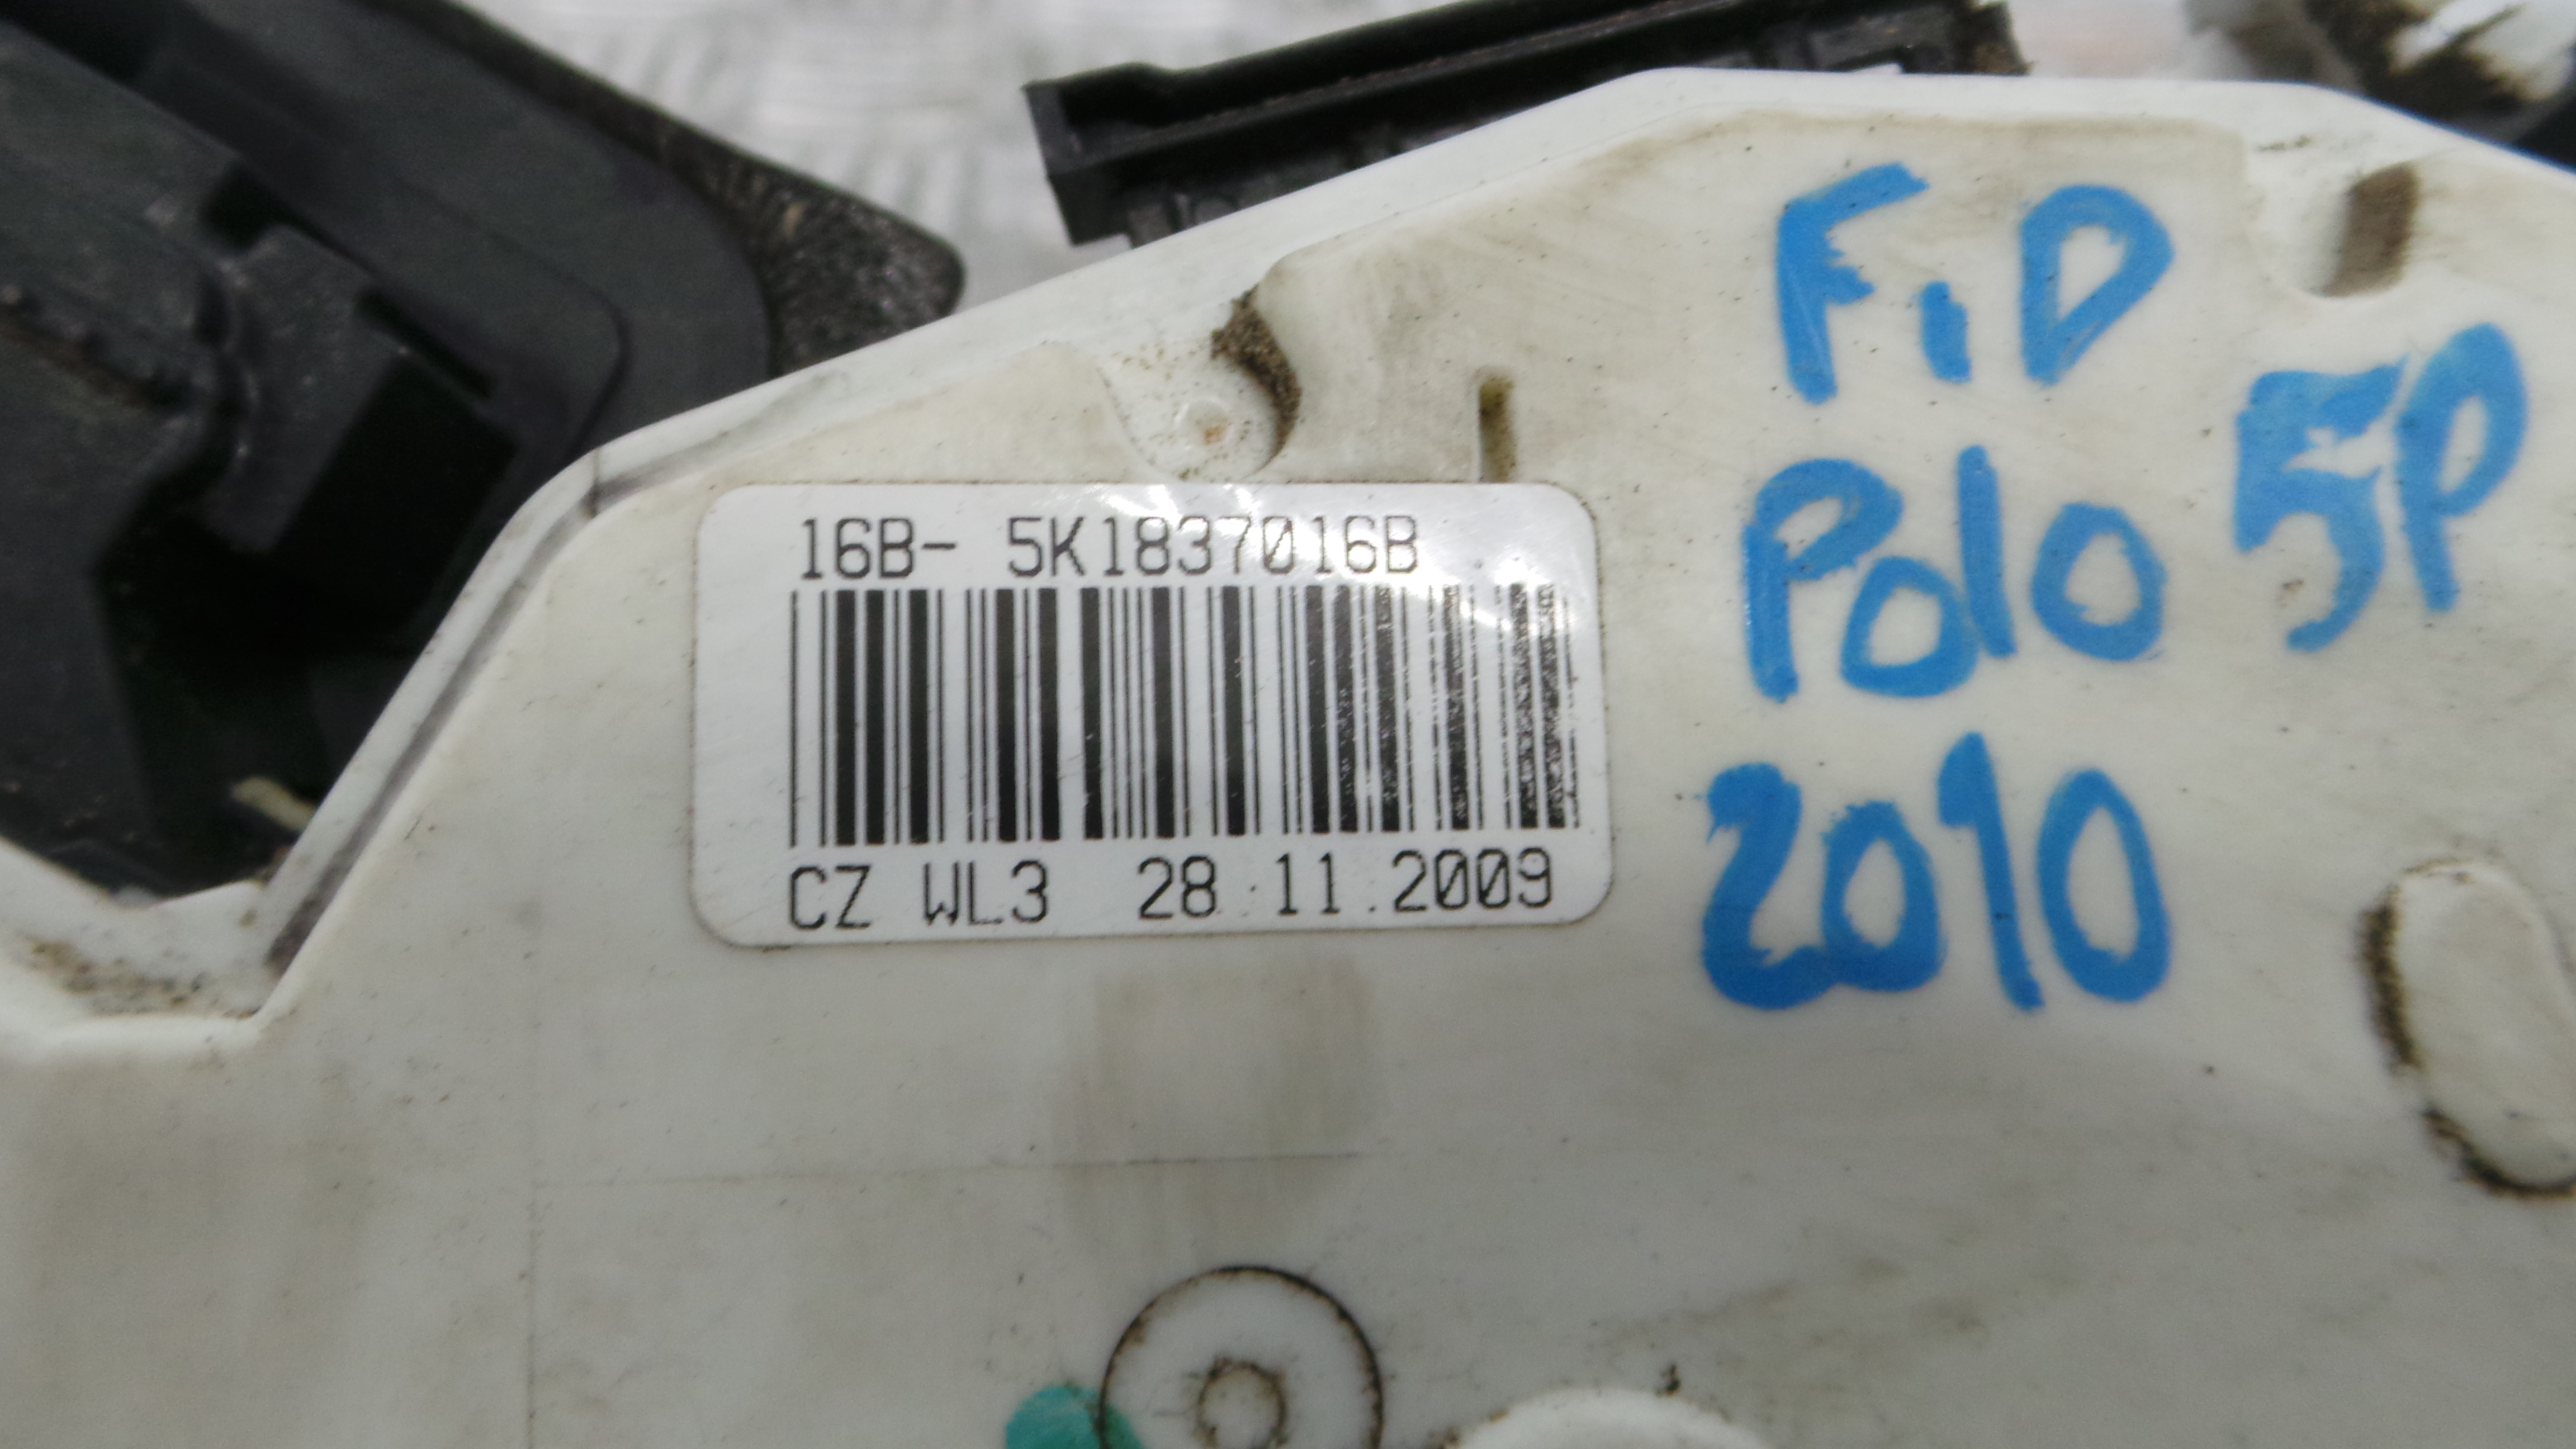 16B- 5K1837016B
CZ WL3 28.11.2009
F.D
Polo 5P
2010